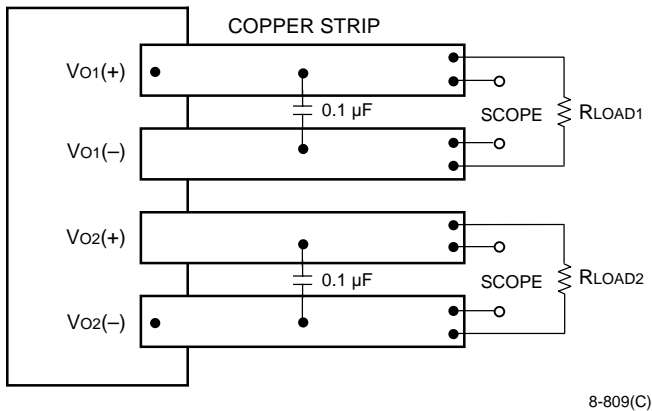 COPPER STRIP
VO1(+)
0.1 µF
SCOPE
RLOAD1
VO1(–)
VO2(+)
0.1 µF
SCOPE
RLOAD2
VO2(–)
8-809(C)